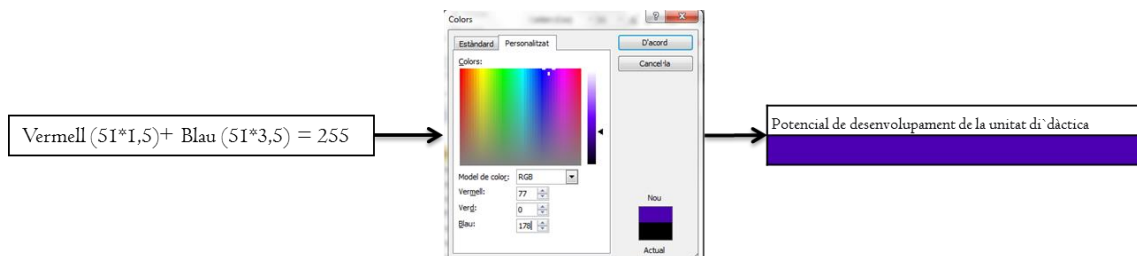 Vermell (51*1,5)+ Blau (51*3,5) = 255
Colors
Estàndard Personalitzat
D'acord
Cancel·la
Colors:
Model de color: RGB
Vermell: 77
Verd: 0
Blau: 178
Nou
Actual
Potencial de desenvolupament de la unitat di`dàctica